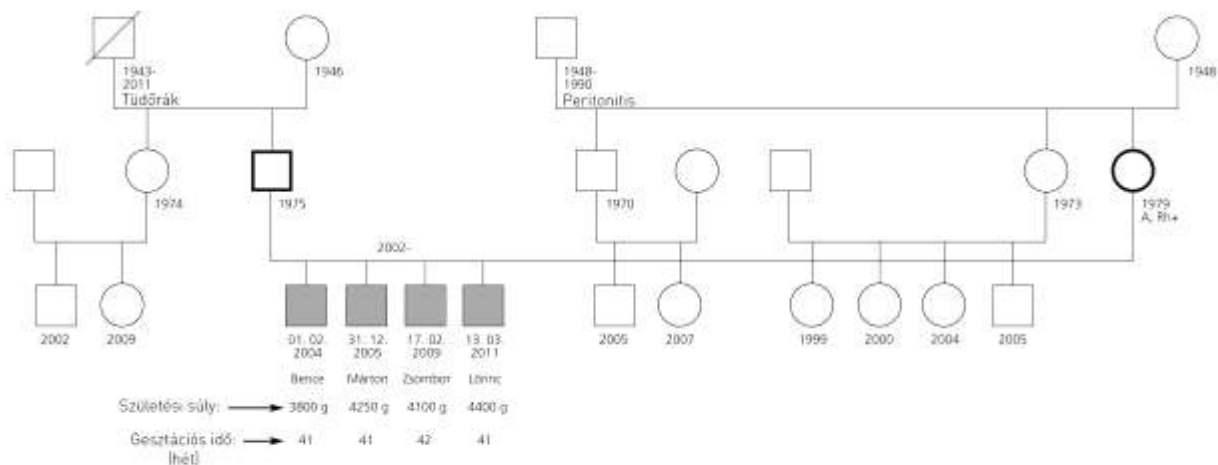 1943-
2011
Tüdőrák
1946
1948-
1990
Peritonitis
1948
1974
1975
1970
1973
1979
A, Rh+
2002-
2002
2009
01. 02.
2004
31. 12.
2005
17. 02.
2009
13. 03.
2011
2005
2007
1999
2000
2004
2005
Bence
Márton
Zsombor
Lőrinc
Születési súly:
3800 g
4250 g
4100 g
4400 g
Gesztációs idő:
(hét)
41
41
42
41